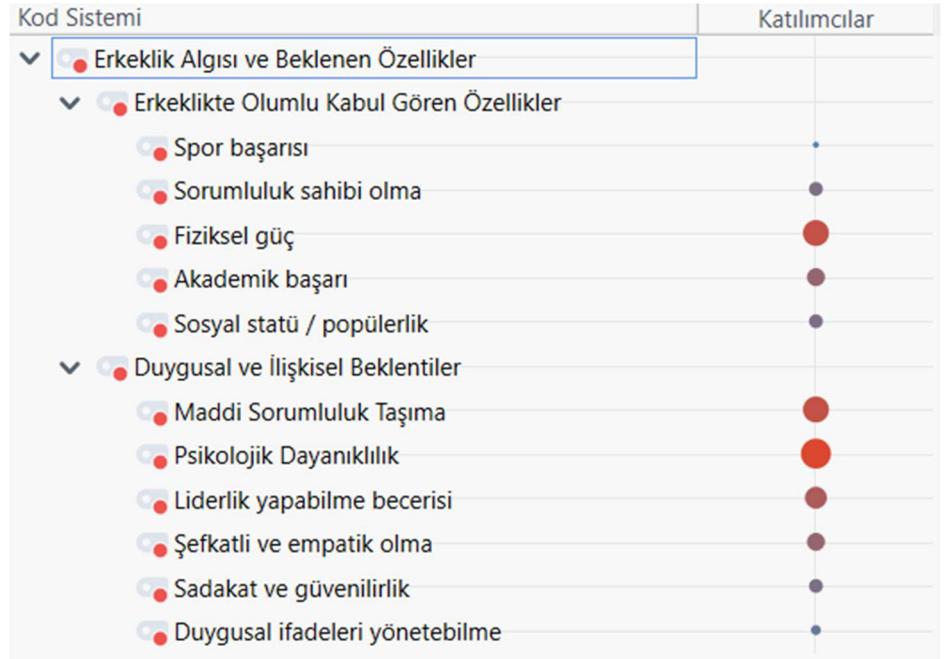 Kod Sistemi Katılımcılar
Erkeklik Algısı ve Beklenen Özellikler
Erkeklikte Olumlu Kabul Gören Özellikler
Spor başarısı
Sorumluluk sahibi olma
Fiziksel güç
Akademik başarı
Sosyal statü / popülerlik
Duygusal ve İlişkisel Beklentiler
Maddi Sorumluluk Taşıma
Psikolojik Dayanıklılık
Liderlik yapabilme becerisi
Şefkatli ve empatik olma
Sadakat ve güvenilirlik
Duygusal ifadeleri yönetebilme